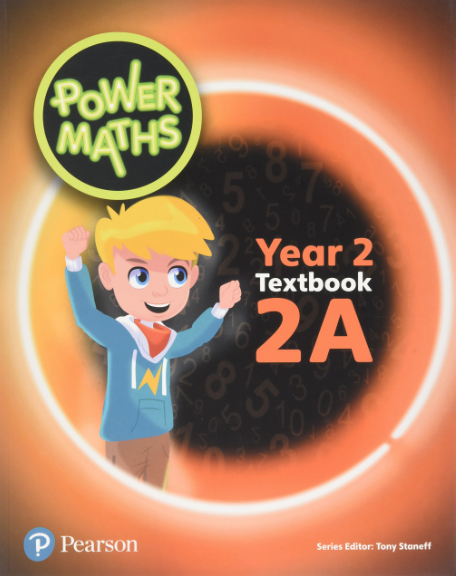 POWER
MATHS
Year 2
Textbook
2A
Pearson
Series Editor: Tony Staneff